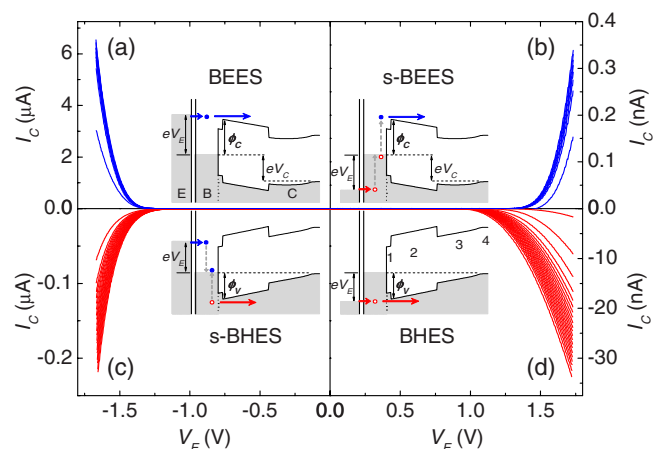 (a)
BEES
I_C (μA)
6
4
2
0.0
eV_E
ϕ_c
eV_C
E
B
C
(b)
s-BEES
I_C (nA)
0.4
0.3
0.2
0.1
0.0
eV_E
ϕ_c
eV_C
(c)
s-BHES
I_C (μA)
-0.1
-0.2
eV_E
ϕ_v
-1.5
-1.0
-0.5
0.0
V_E (V)
(d)
BHES
I_C (nA)
-10
-20
-30
eV_E
ϕ_v
1
2
3
4
0.0
0.5
1.0
1.5
V_E (V)